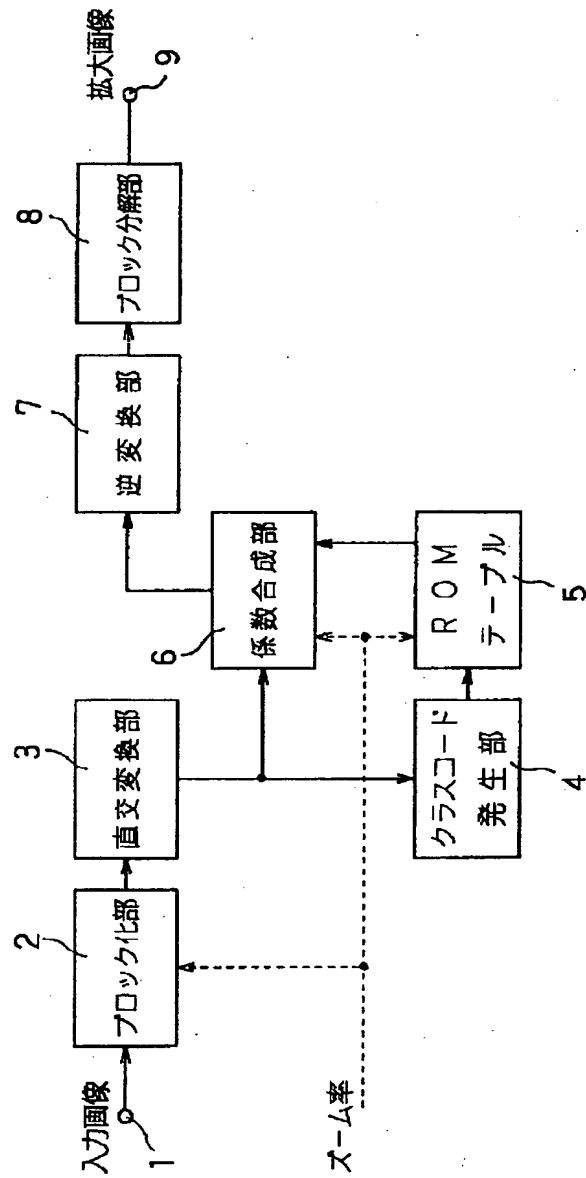 入力画像
1
2
ブロック化部
3
直交変換部
クラスコード
発生部
4
ROM
テーブル
5
6
係数合成部
7
逆変換部
8
ブロック分解部
拡大画像
9
ズーム率